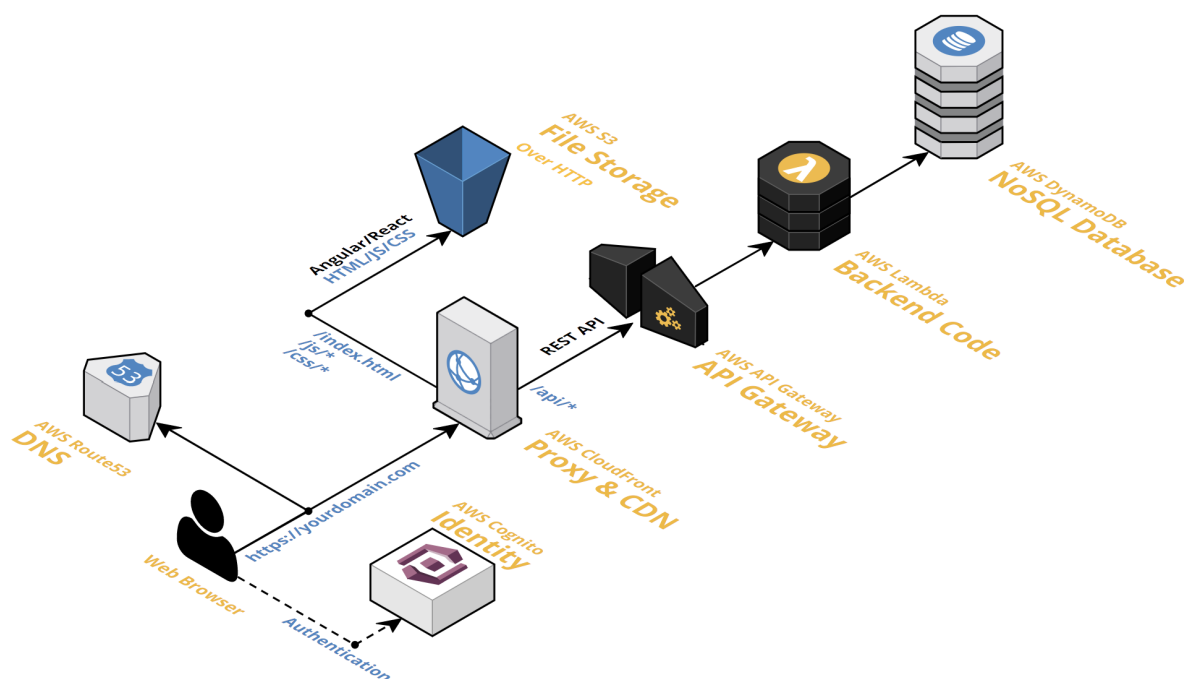 AWS DynamoDB
NoSQL Database
AWS S3
File Storage
Over HTTP
Angular/React
HTML/JS/CSS
AWS Lambda
Backend Code
REST API
/index.html
/js/*
/css/*
/api/*
AWS API Gateway
API Gateway
53
AWS Route53
DNS
AWS CloudFront
Proxy & CDN
https://yourdomain.com
Web Browser
AWS Cognito
Identity
Authentication
λ